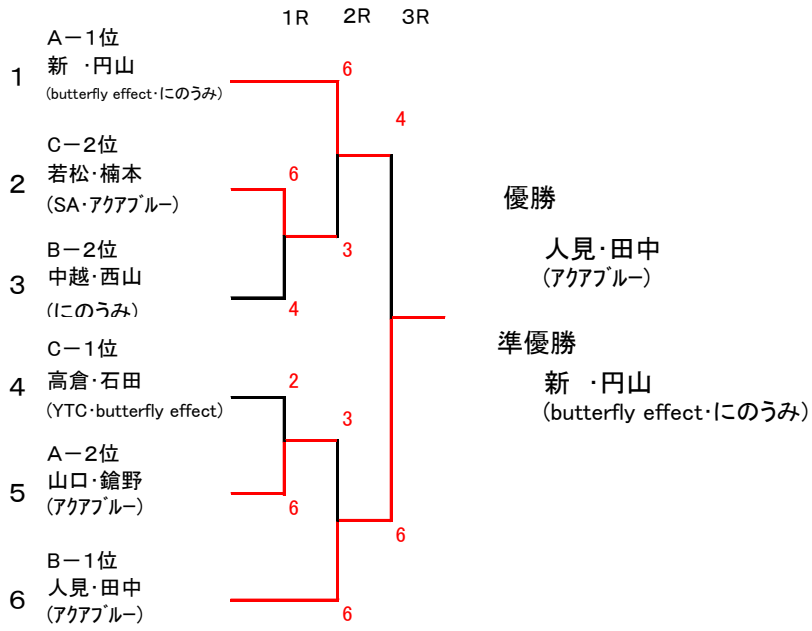 1R 2R 3R
A－1位
1 新 ・円山
(butterfly effect・にのうみ)
6
4
C－2位
2 若松・楠本
(SA・アクアブルー)
6
3
B－2位
3 中越・西山
(にのうみ)
4
C－1位
4 高倉・石田
(YTC・butterfly effect)
2
3
A－2位
5 山口・鎗野
(アクアブルー)
6
6
B－1位
6 人見・田中
(アクアブルー)
6
優勝
人見・田中
(アクアブルー)
準優勝
新 ・円山
(butterfly effect・にのうみ)